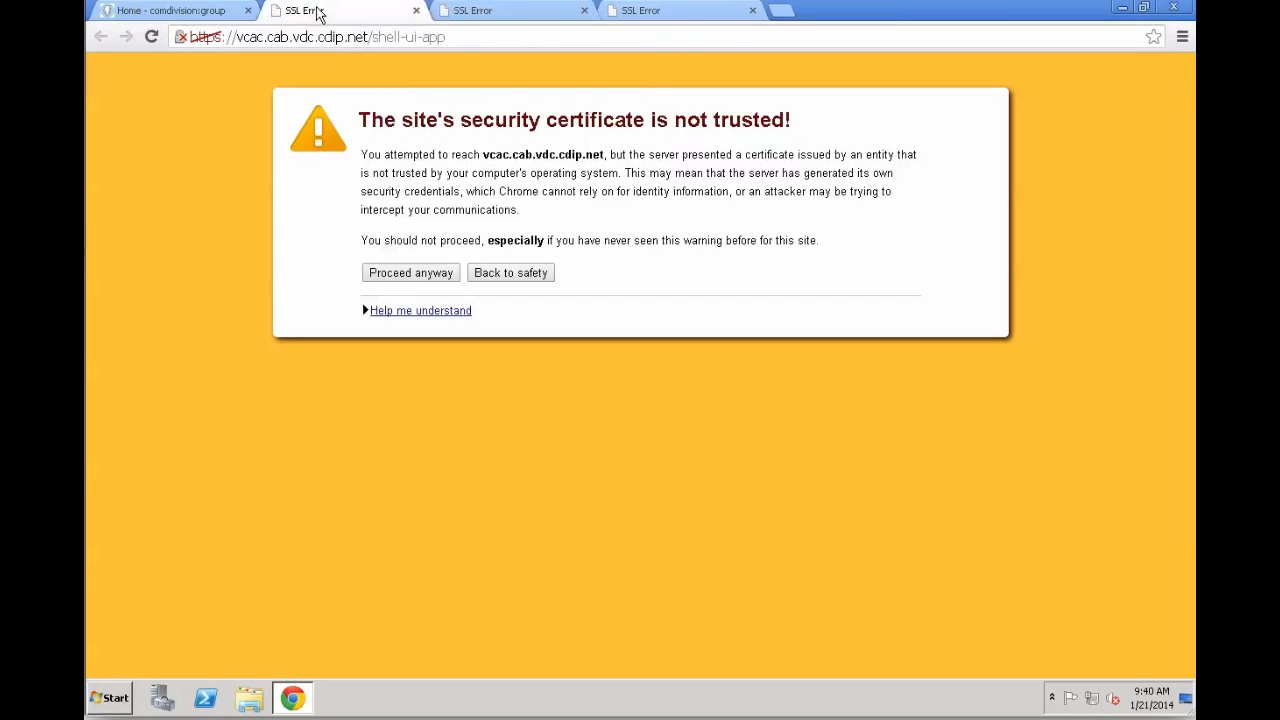 Home - comdivision:group
SSL Error
SSL Error
SSL Error
https://vcac.cab.vdc.cdip.net/shell-ui-app
The site's security certificate is not trusted!
You attempted to reach vcac.cab.vdc.cdip.net, but the server presented a certificate issued by an entity that
is not trusted by your computer's operating system. This may mean that the server has generated its own
security credentials, which Chrome cannot rely on for identity information, or an attacker may be trying to
intercept your communications.
You should not proceed, especially if you have never seen this warning before for this site.
Proceed anyway
Back to safety
Help me understand
Start
9:40 AM
1/21/2014